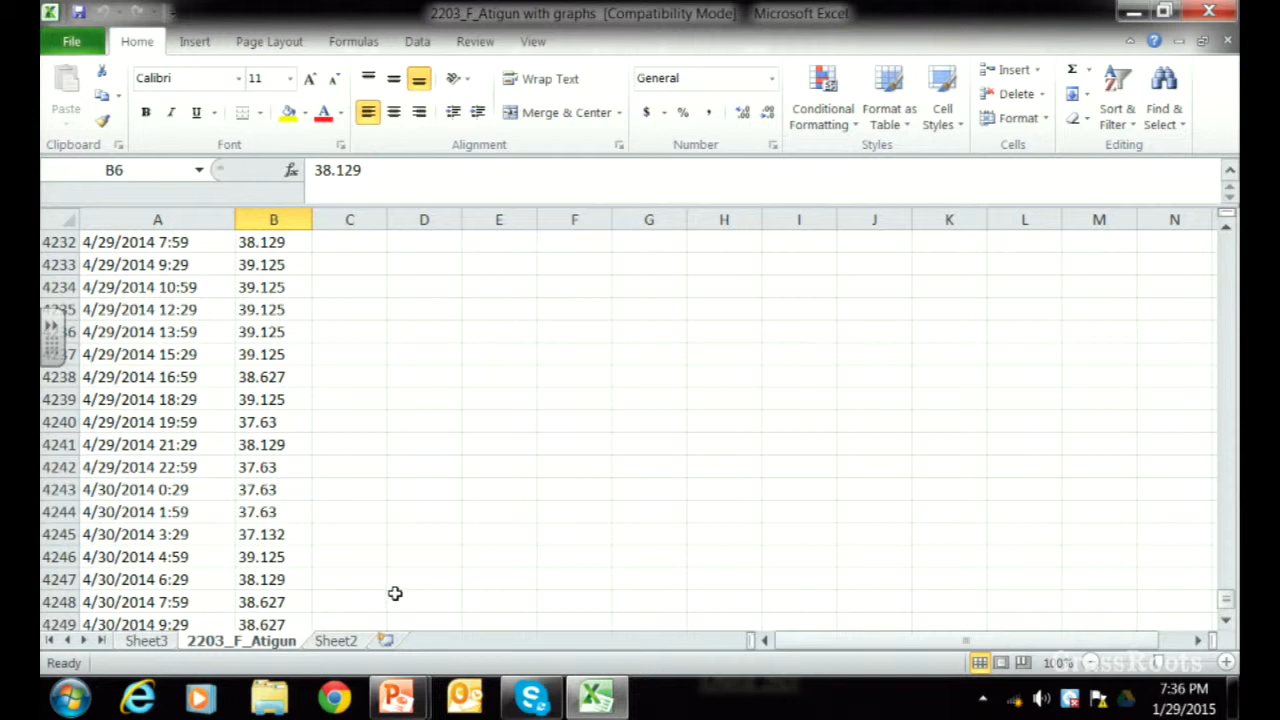 2203_F_Atigun with graphs [Compatibility Mode] - Microsoft Excel
File Home Insert Page Layout Formulas Data Review View
Calibri 11 Wrap Text General Insert Σ
Paste B I U Merge & Center $ % , Conditional Formatting Format as Table Cell Styles Delete Format Sort & Filter Find & Select
Clipboard Font Alignment Number Styles Cells Editing
B6 fx 38.129
A B C D E F G H I J K L M N
4232 4/29/2014 7:59 38.129
4233 4/29/2014 9:29 39.125
4234 4/29/2014 10:59 39.125
4235 4/29/2014 12:29 39.125
4236 4/29/2014 13:59 39.125
4237 4/29/2014 15:29 39.125
4238 4/29/2014 16:59 38.627
4239 4/29/2014 18:29 39.125
4240 4/29/2014 19:59 37.63
4241 4/29/2014 21:29 38.129
4242 4/29/2014 22:59 37.63
4243 4/30/2014 0:29 37.63
4244 4/30/2014 1:59 37.63
4245 4/30/2014 3:29 37.132
4246 4/30/2014 4:59 39.125
4247 4/30/2014 6:29 38.129
4248 4/30/2014 7:59 38.627
4249 4/30/2014 9:29 38.627
Sheet3 2203_F_Atigun Sheet2
Ready 100%
7:36 PM
1/29/2015